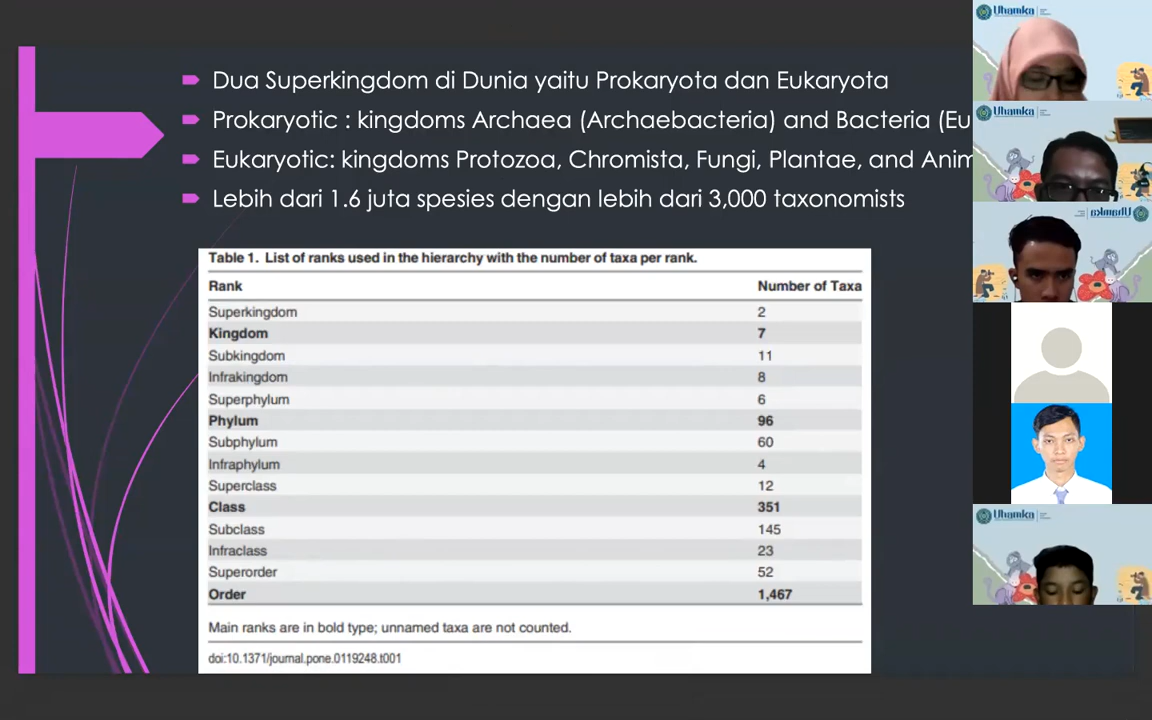 Dua Superkingdom di Dunia yaitu Prokaryota dan Eukaryota
Prokaryotic : kingdoms Archaea (Archaebacteria) and Bacteria (Eu
Eukaryotic: kingdoms Protozoa, Chromista, Fungi, Plantae, and Anim
Lebih dari 1.6 juta spesies dengan lebih dari 3,000 taxonomists
Table 1. List of ranks used in the hierarchy with the number of taxa per rank.
Rank Number of Taxa
Superkingdom 2
Kingdom 7
Subkingdom 11
Infrakingdom 8
Superphylum 6
Phylum 96
Subphylum 60
Infraphylum 4
Superclass 12
Class 351
Subclass 145
Infraclass 23
Superorder 52
Order 1,467
Main ranks are in bold type; unnamed taxa are not counted.
doi:10.1371/journal.pone.0119248.t001
Uhamka
Uhamka
Uhamka
Uhamka